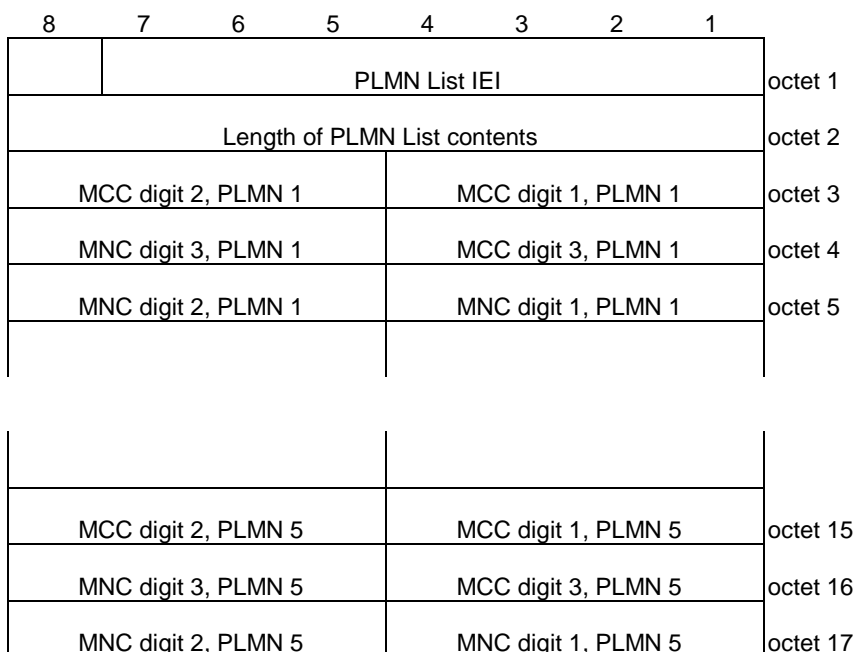 8 7 6 5 4 3 2 1
PLMN List IEI octet 1
Length of PLMN List contents octet 2
MCC digit 2, PLMN 1 MCC digit 1, PLMN 1 octet 3
MNC digit 3, PLMN 1 MCC digit 3, PLMN 1 octet 4
MNC digit 2, PLMN 1 MNC digit 1, PLMN 1 octet 5
MCC digit 2, PLMN 5 MCC digit 1, PLMN 5 octet 15
MNC digit 3, PLMN 5 MCC digit 3, PLMN 5 octet 16
MNC digit 2, PLMN 5 MNC digit 1, PLMN 5 octet 17